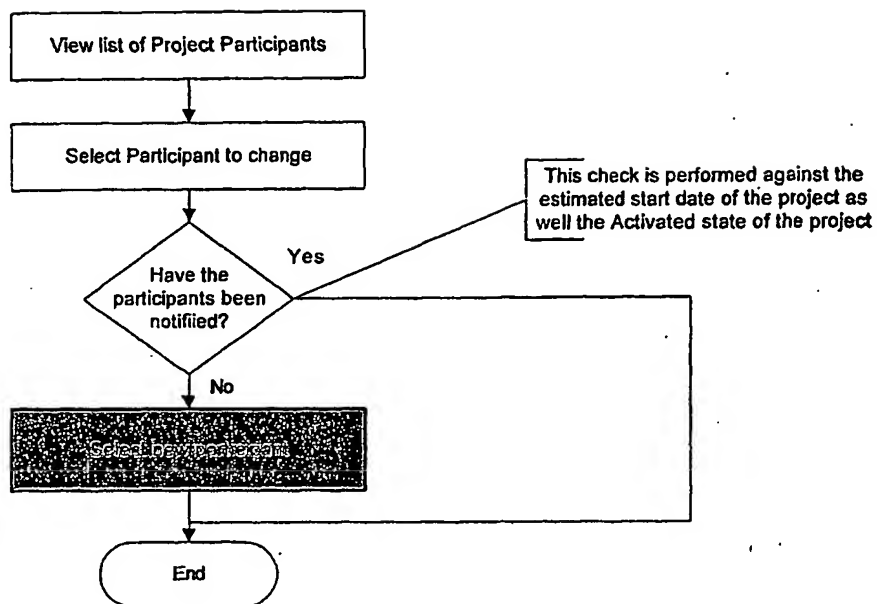 View list of Project Participants
Select Participant to change
This check is performed against the
estimated start date of the project as
well the Activated state of the project
Yes
Have the
participants been
notifiied?
No
End